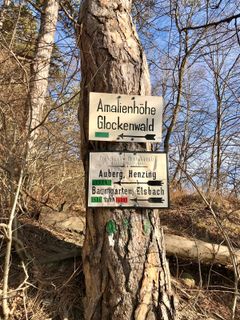 Amalienhöhe
Glockenwald
Auberg, Henzing
Baumgarten, Elsbach